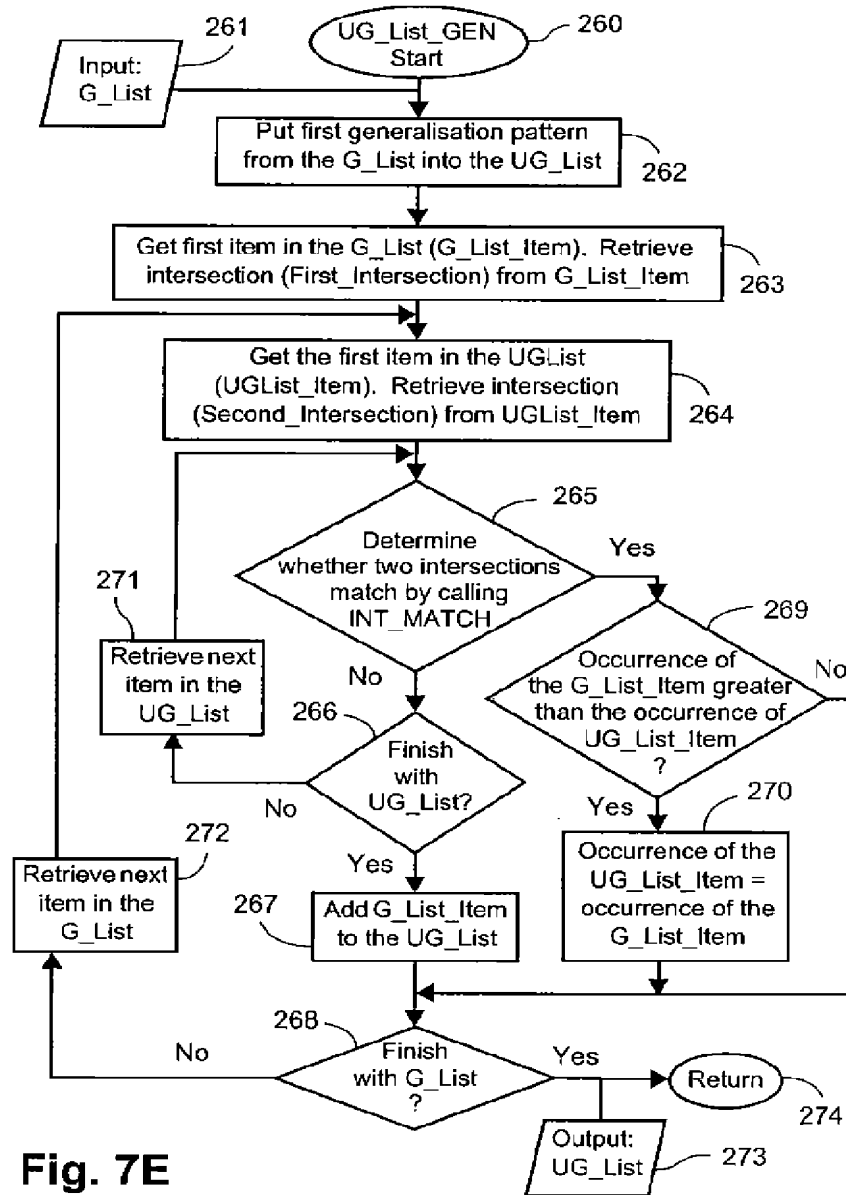 261
UG_List_GEN
Start
260
Input:
G_List
Put first generalisation pattern
from the G_List into the UG_List
262
Get first item in the G_List (G_List_Item). Retrieve
intersection (First_Intersection) from G_List_Item
263
Get the first item in the UGList
(UGList_Item). Retrieve intersection
(Second_Intersection) from UGList_Item
264
265
Determine
whether two intersections
match by calling
INT_MATCH
Yes
271
Retrieve next
item in the
UG_List
No
269
Occurrence of
the G_List_Item greater
than the occurrence of
UG_List_Item
?
No
266
Finish
with
UG_List?
No
Yes
Yes
270
272
Retrieve next
item in the
G_List
267
Add G_List_Item
to the UG_List
Occurrence of the
UG_List_Item =
occurrence of the
G_List_Item
268
No
Finish
with G_List
?
Yes
Return
274
Output:
UG_List
273
Fig. 7E